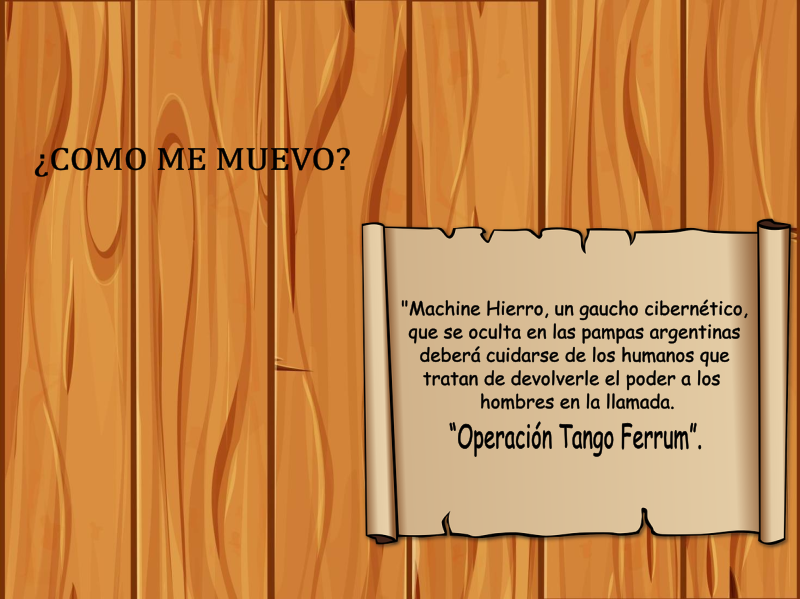 ¿COMO ME MUEVO?
"Machine Hierro, un gaucho cibernético,
que se oculta en las pampas argentinas
deberá cuidarse de los humanos que
tratan de devolverle el poder a los
hombres en la llamada.
“Operación Tango Ferrum”.